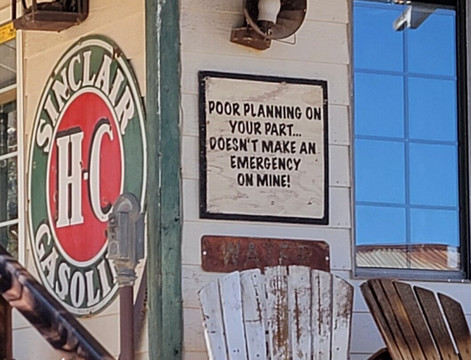 SINCLAIR
H-C
GASOLI
POOR PLANNING ON
YOUR PART...
DOESN'T MAKE AN
EMERGENCY
ON MINE!